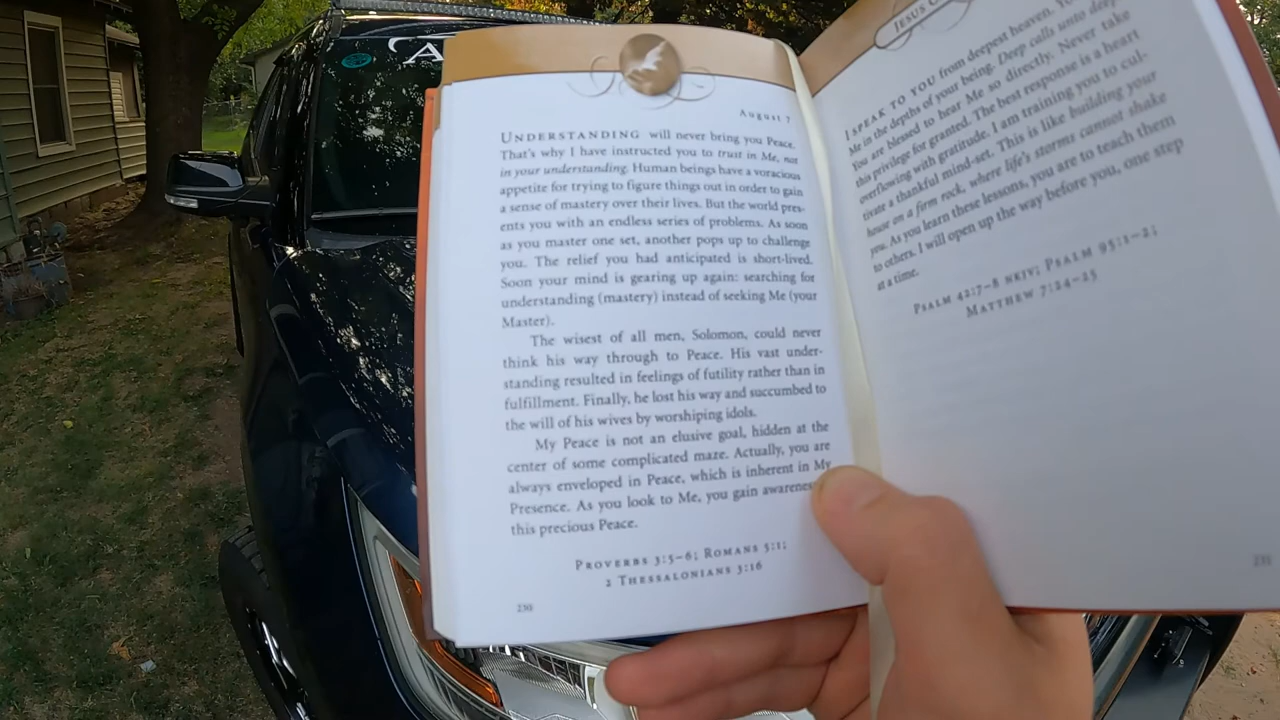 August 7
UNDERSTANDING will never bring you Peace.
That's why I have instructed you to trust in Me, not
in your understanding. Human beings have a voracious
appetite for trying to figure things out in order to gain
a sense of mastery over their lives. But the world pres-
ents you with an endless series of problems. As soon
as you master one set, another pops up to challenge
you. The relief you had anticipated is short-lived.
Soon your mind is gearing up again: searching for
understanding (mastery) instead of seeking Me (your
Master).
The wisest of all men, Solomon, could never
think his way through to Peace. His vast under-
standing resulted in feelings of futility rather than in
fulfillment. Finally, he lost his way and succumbed to
the will of his wives by worshiping idols.
My Peace is not an elusive goal, hidden at the
center of some complicated maze. Actually, you are
always enveloped in Peace, which is inherent in My
Presence. As you look to Me, you gain awareness
this precious Peace.
PROVERBS 3:5–6; ROMANS 5:1;
2 THESSALONIANS 3:16
230
JESUS C
I SPEAK TO YOU from deepest heaven. Yo
Me in the depths of your being. Deep calls unto deep
You are blessed to hear Me so directly. Never take
this privilege for granted. The best response is a heart
overflowing with gratitude. I am training you to cul-
tivate a thankful mind-set. This is like building your
house on a firm rock, where life's storms cannot shake
you. As you learn these lessons, you are to teach them
to others. I will open up the way before you, one step
at a time.
PSALM 42:7–8 NKJV; PSALM 95:1–2;
MATTHEW 7:24–25
231
A